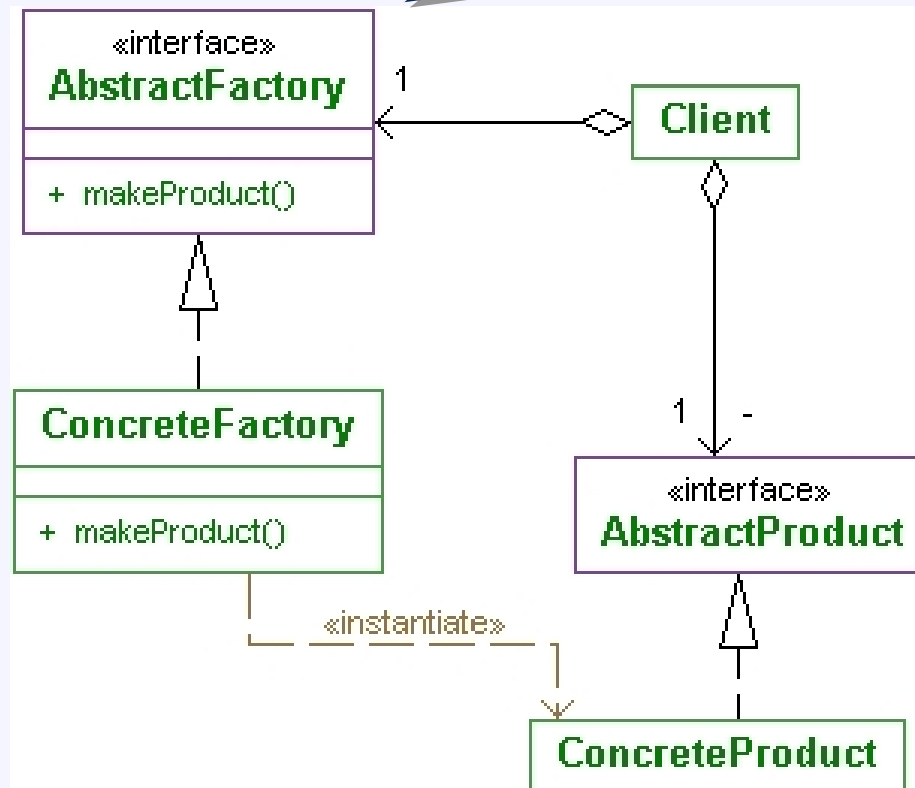 «interface»
AbstractFactory
+ makeProduct()
1
Client
ConcreteFactory
+ makeProduct()
1 -
«interface»
AbstractProduct
«instantiate»
ConcreteProduct